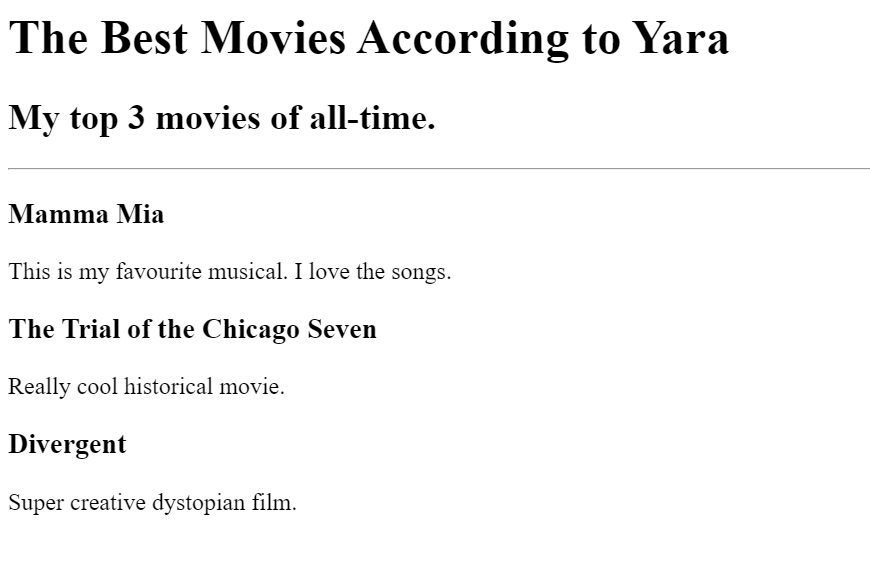 The Best Movies According to Yara
My top 3 movies of all-time.
Mamma Mia
This is my favourite musical. I love the songs.
The Trial of the Chicago Seven
Really cool historical movie.
Divergent
Super creative dystopian film.